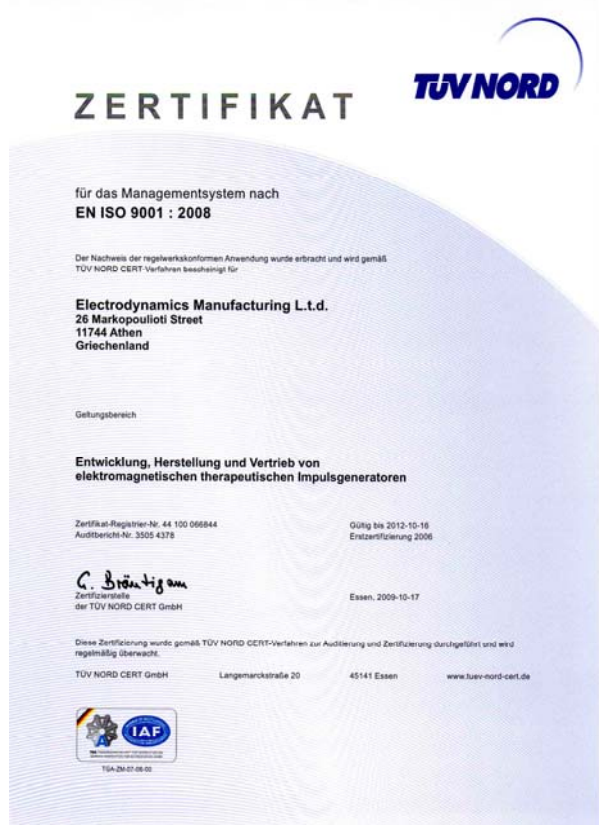 TÜV NORD
ZERTIFIKAT
für das Managementsystem nach
EN ISO 9001 : 2008
Der Nachweis der regelwerkskonformen Anwendung wurde erbracht und wird gemäß
TÜV NORD CERT-Verfahren bescheinigt für
Electrodynamics Manufacturing L.t.d.
26 Markopoulioti Street
11744 Athen
Griechenland
Geltungsbereich
Entwicklung, Herstellung und Vertrieb von
elektromagnetischen therapeutischen Impulsgeneratoren
Zertifikat-Registrier-Nr. 44 100 066844 Gültig bis 2012-10-16
Auditbericht-Nr. 3505 4378 Erstzertifizierung 2006
G. Bräutigam
Zertifizierstelle Essen, 2009-10-17
der TÜV NORD CERT GmbH
Diese Zertifizierung wurde gemäß TÜV NORD CERT-Verfahren zur Auditierung und Zertifizierung durchgeführt und wird
regelmäßig überwacht.
TÜV NORD CERT GmbH Langemarckstraße 20 45141 Essen www.tuev-nord-cert.de
IAF
TGA-ZM-07-06-00